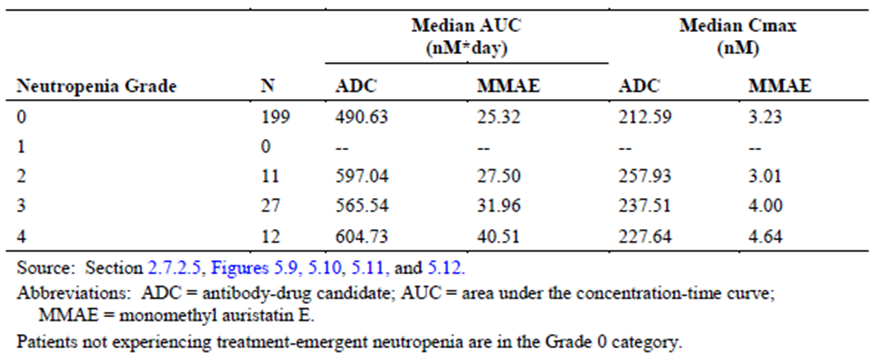 Median AUC Median Cmax
(nM*day) (nM)
Neutropenia Grade N ADC MMAE ADC MMAE
0 199 490.63 25.32 212.59 3.23
1 0 -- -- -- --
2 11 597.04 27.50 257.93 3.01
3 27 565.54 31.96 237.51 4.00
4 12 604.73 40.51 227.64 4.64
Source: Section 2.7.2.5, Figures 5.9, 5.10, 5.11, and 5.12.
Abbreviations: ADC = antibody-drug candidate; AUC = area under the concentration-time curve;
MMAE = monomethyl auristatin E.
Patients not experiencing treatment-emergent neutropenia are in the Grade 0 category.